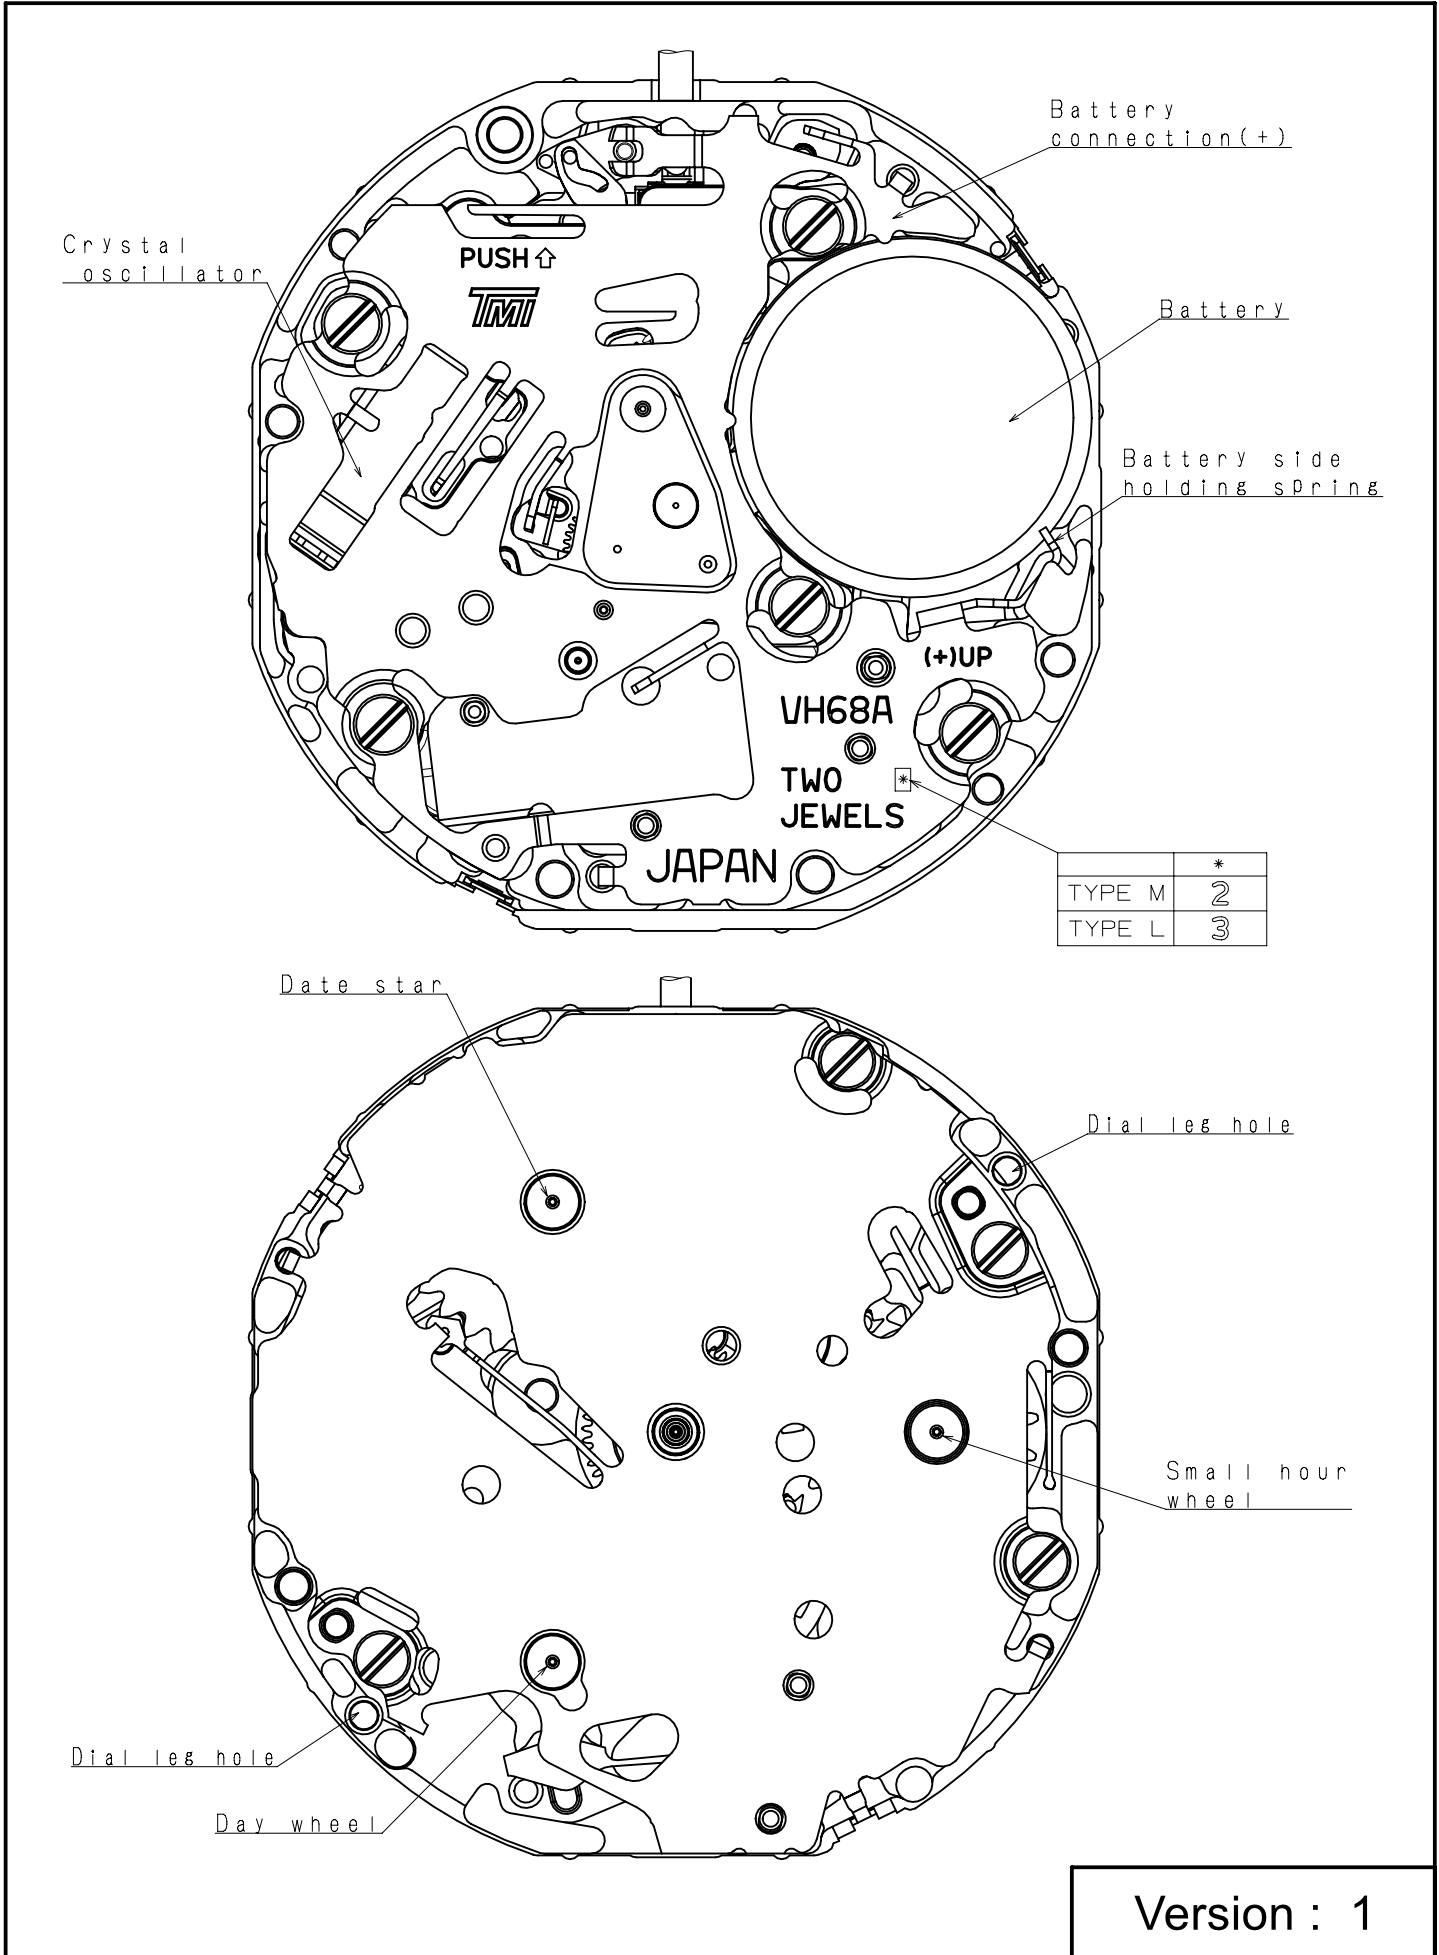 Battery
connection(+)
Crystal
oscillator
PUSH⇧
TMI
Battery
Battery side
holding spring
(+)UP
VH68A
TWO
JEWELS
*
JAPAN
*
TYPE M 2
TYPE L 3
Date star
Dial leg hole
Small hour
wheel
Dial leg hole
Day wheel
Version : 1